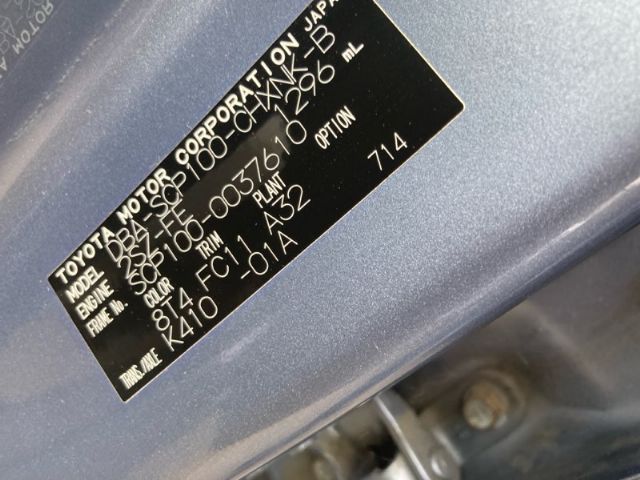 TOYOTA MOTOR CORPORATION JAPAN
MODEL DBA-SCP100-CHXNK-B
ENGINE 2SZ-FE 1296 mL
FRAME No. SCP100-0037610
COLOR TRIM PLANT OPTION
8T4 FC11 A32 714
TRANS./AXLE K410 -01A